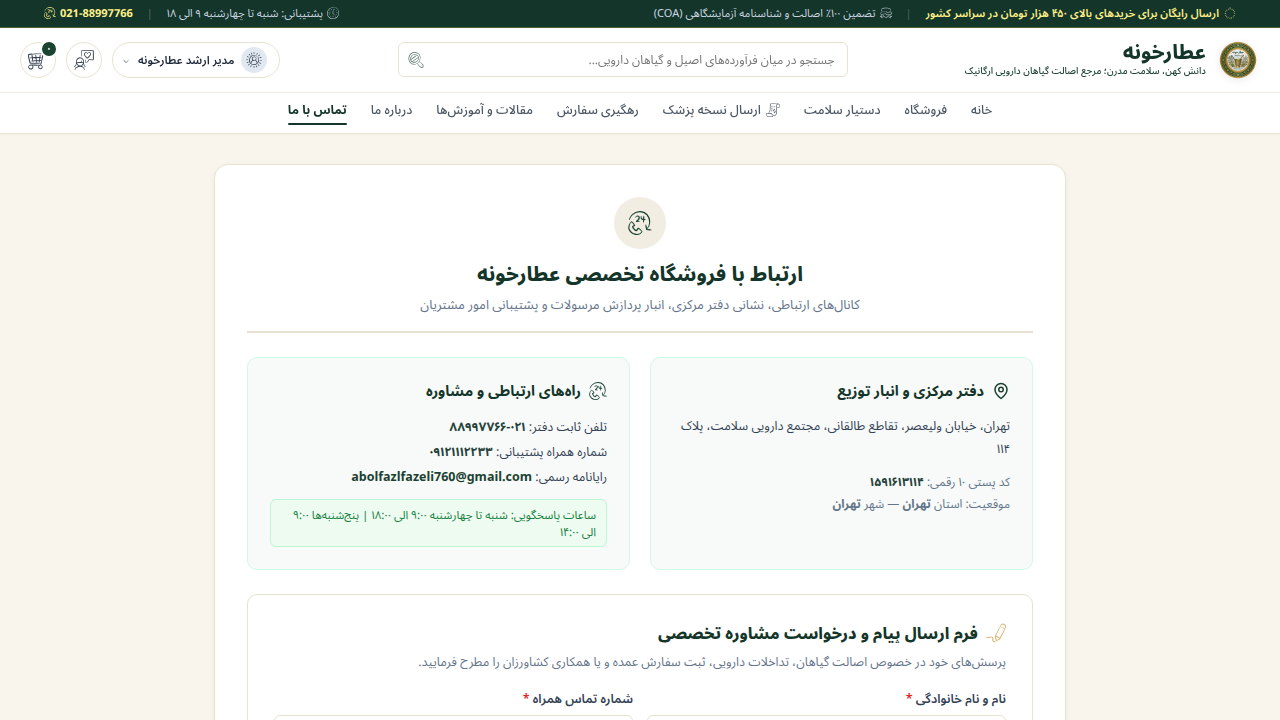 ارسال رایگان برای خریدهای بالای ۴۵۰ هزار تومان در سراسر کشور | تضمین ۱۰۰٪ اصالت و شناسنامه آزمایشگاهی (COA)
پشتیبانی: شنبه تا چهارشنبه ۹ الی ۱۸ | 021-88997766
عطارخونه
دانش کهن، سلامت مدرن؛ مرجع اصالت گیاهان دارویی ارگانیک
جستجو در میان فرآورده‌های اصیل و گیاهان دارویی...
مدیر ارشد عطارخونه
۰
خانه فروشگاه دستیار سلامت ارسال نسخه پزشک رهگیری سفارش مقالات و آموزش‌ها درباره ما تماس با ما
24
ارتباط با فروشگاه تخصصی عطارخونه
کانال‌های ارتباطی، نشانی دفتر مرکزی، انبار پردازش مرسولات و پشتیبانی امور مشتریان
دفتر مرکزی و انبار توزیع
تهران، خیابان ولیعصر، تقاطع طالقانی، مجتمع دارویی سلامت، پلاک
۱۱۴
کد پستی ۱۰ رقمی: ۱۵۹۱۶۱۳۱۱۴
موقعیت: استان تهران — شهر تهران
راه‌های ارتباطی و مشاوره
تلفن ثابت دفتر: ۰۲۱-۸۸۹۹۷۷۶۶
شماره همراه پشتیبانی: ۰۹۱۲۱۱۱۲۲۳۳
رایانامه رسمی: abolfazlfazeli760@gmail.com
ساعات پاسخگویی: شنبه تا چهارشنبه ۹:۰۰ الی ۱۸:۰۰ | پنج‌شنبه‌ها ۹:۰۰
الی ۱۴:۰۰
فرم ارسال پیام و درخواست مشاوره تخصصی
پرسش‌های خود در خصوص اصالت گیاهان، تداخلات دارویی، ثبت سفارش عمده و یا همکاری کشاورزان را مطرح فرمایید.
نام و نام خانوادگی *
شماره تماس همراه *